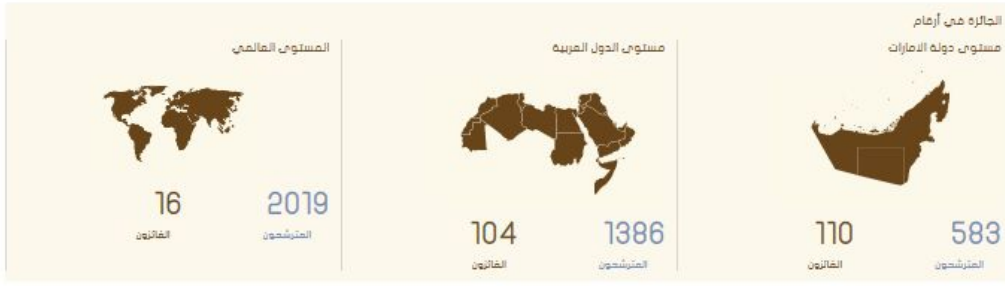 الجائزة في أرقام
مستوى دولة الامارات
583
المترشحون
110
الفائزون
مستوى الدول العربية
1386
المترشحون
104
الفائزون
المستوى العالمي
2019
المترشحون
16
الفائزون